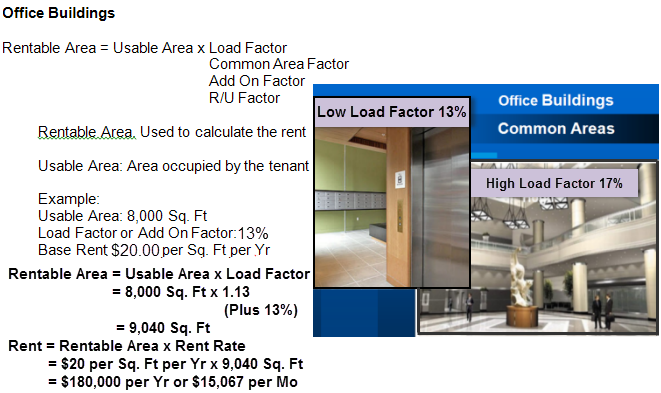 Office Buildings
Rentable Area = Usable Area x Load Factor
Common Area Factor
Add On Factor
R/U Factor
Rentable Area. Used to calculate the rent
Usable Area: Area occupied by the tenant
Example:
Usable Area: 8,000 Sq. Ft
Load Factor or Add On Factor:13%
Base Rent $20.00 per Sq. Ft per Yr
Rentable Area = Usable Area x Load Factor
= 8,000 Sq. Ft x 1.13
(Plus 13%)
= 9,040 Sq. Ft
Rent = Rentable Area x Rent Rate
= $20 per Sq. Ft per Yr x 9,040 Sq. Ft
= $180,000 per Yr or $15,067 per Mo
Low Load Factor 13%
Office Buildings
Common Areas
High Load Factor 17%